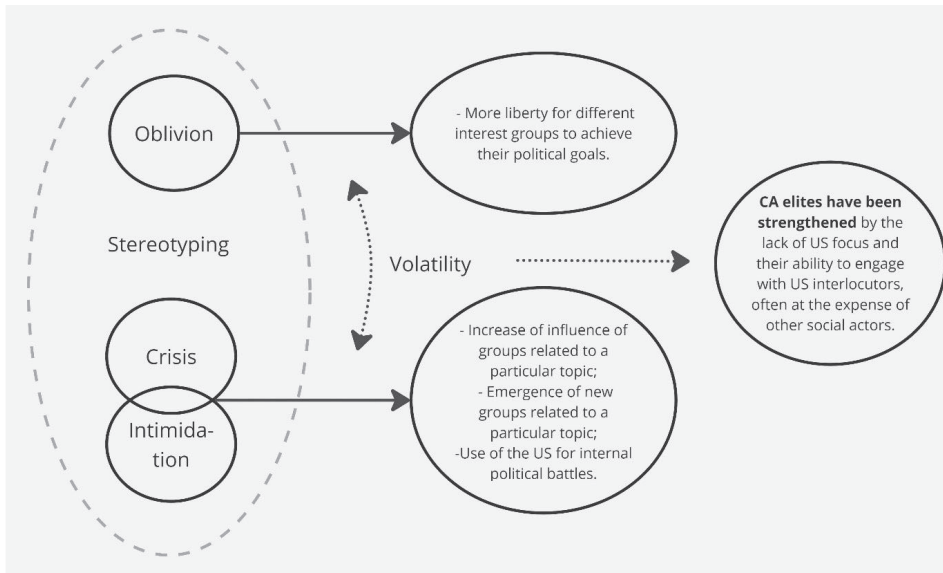 Oblivion
- More liberty for different
interest groups to achieve
their political goals.
Stereotyping
Volatility
CA elites have been
strengthened by the
lack of US focus and
their ability to engage
with US interlocutors,
often at the expense of
other social actors.
Crisis
Intimida-
tion
- Increase of influence of
groups related to a
particular topic;
- Emergence of new
groups related to a
particular topic;
-Use of the US for internal
political battles.